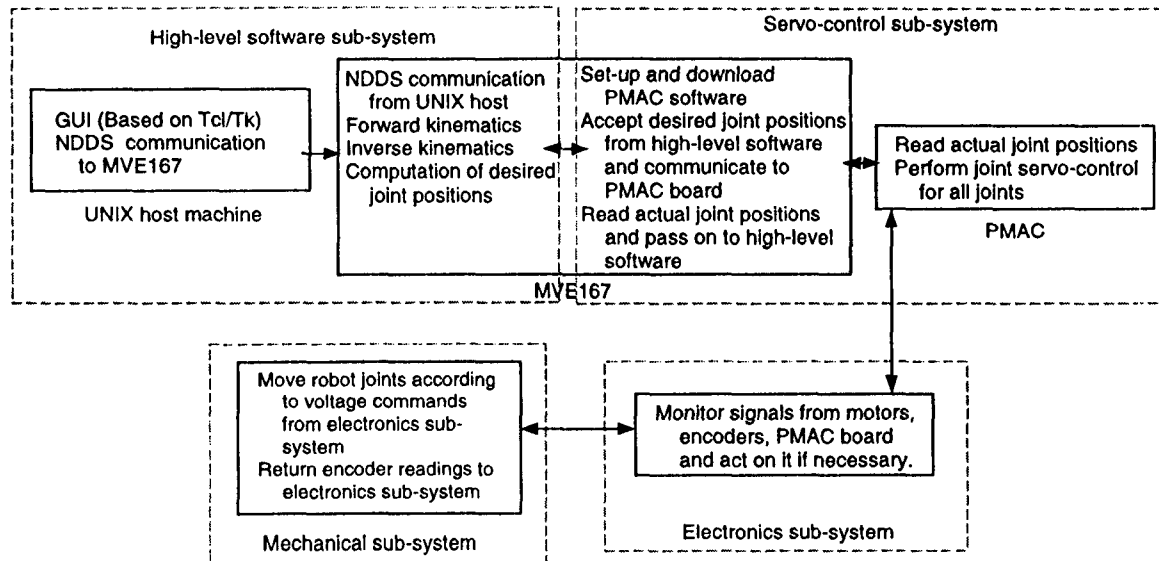 High-level software sub-system
Servo-control sub-system
GUI (Based on Tcl/Tk)
NDDS communication
to MVE167
UNIX host machine
NDDS communication
from UNIX host
Forward kinematics
Inverse kinematics
Computation of desired
joint positions
Set-up and download
PMAC software
Accept desired joint positions
from high-level software
and communicate to
PMAC board
Read actual joint positions
and pass on to high-level
software
MVE167
Read actual joint positions
Perform joint servo-control
for all joints
PMAC
Move robot joints according
to voltage commands
from electronics sub-
system
Return encoder readings to
electronics sub-system
Mechanical sub-system
Monitor signals from motors,
encoders, PMAC board
and act on it if necessary.
Electronics sub-system